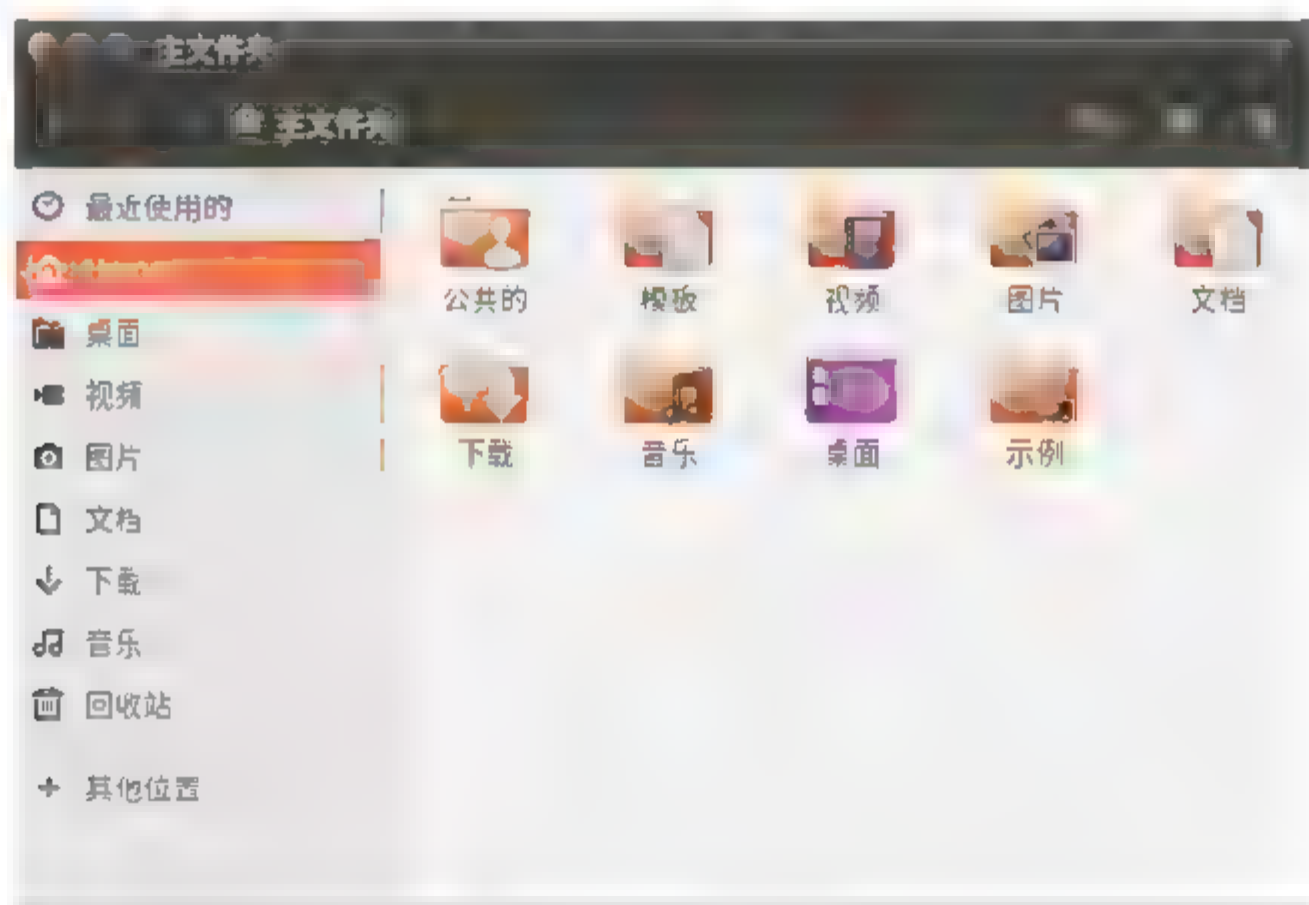 主文件夹
主文件夹
最近使用的
桌面
视频
图片
文档
下载
音乐
回收站
其他位置
公共的 模板 视频 图片 文档
下载 音乐 桌面 示例